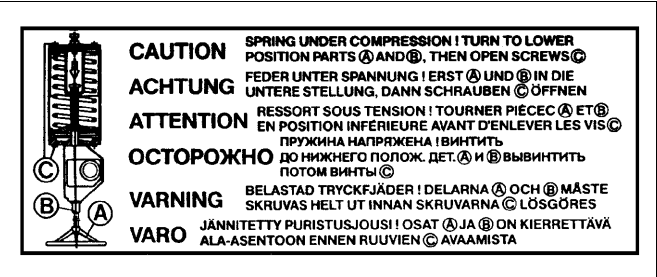 CAUTION SPRING UNDER COMPRESSION ! TURN TO LOWER
POSITION PARTS Ⓐ AND Ⓑ, THEN OPEN SCREWS Ⓒ
ACHTUNG FEDER UNTER SPANNUNG ! ERST Ⓐ UND Ⓑ IN DIE
UNTERE STELLUNG, DANN SCHRAUBEN Ⓒ ÖFFNEN
ATTENTION RESSORT SOUS TENSION ! TOURNER PIÉCEC Ⓐ ET Ⓑ
EN POSITION INFÉRIEURE AVANT D'ENLEVER LES VIS Ⓒ
ОСТОРОЖНО ПРУЖИНА НАПРЯЖЕНА ! ВИНТИТЬ
ДО НИЖНЕГО ПОЛОЖ. ДЕТ. Ⓐ И Ⓑ ВЫВИНТИТЬ
ПОТОМ ВИНТЫ Ⓒ
VARNING BELASTAD TRYCKFJÄDER ! DELARNA Ⓐ OCH Ⓑ MÅSTE
SKRUVAS HELT UT INNAN SKRUVARNA Ⓒ LÖSGÖRES
VARO JÄNNITETTY PURISTUSJOUSI ! OSAT Ⓐ JA Ⓑ ON KIERRETTÄVÄ
ALA-ASENTOON ENNEN RUUVIEN Ⓒ AVAAMISTA
Ⓒ
Ⓑ
Ⓐ